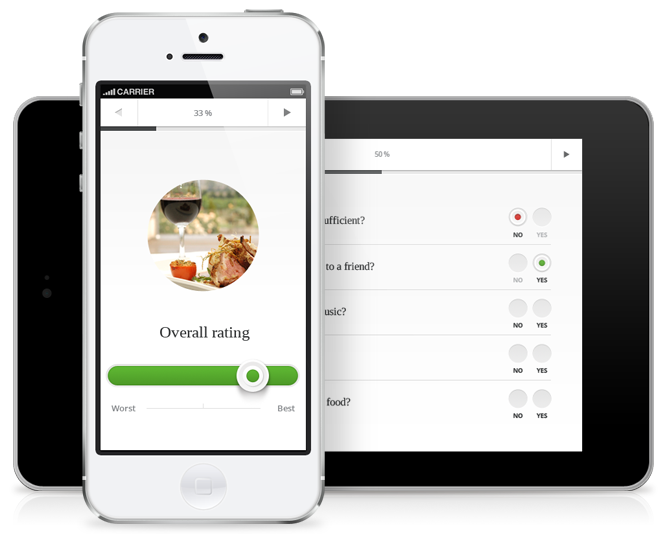 CARRIER
33 %
Overall rating
Worst
Best
50 %
ufficient?
NO YES
to a friend?
NO YES
usic?
NO YES
NO YES
food?
NO YES